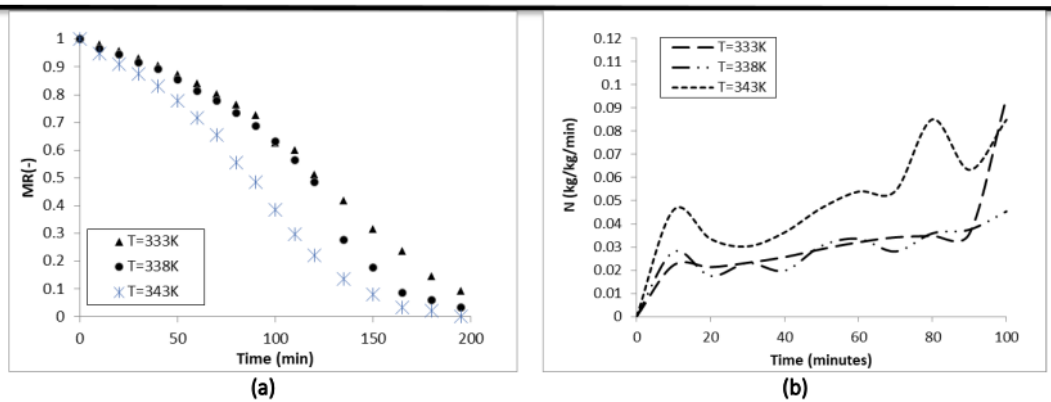 1
0.9
0.8
0.7
0.6
0.5
0.4
0.3
0.2
0.1
0
MR(-)
T=333K
T=338K
T=343K
0 50 100 150 200
Time (min)
(a)
0.12
0.11
0.1
0.09
0.08
0.07
0.06
0.05
0.04
0.03
0.02
0.01
0
N (kg/kg/min)
T=333K
T=338K
T=343K
0 20 40 60 80 100
Time (minutes)
(b)